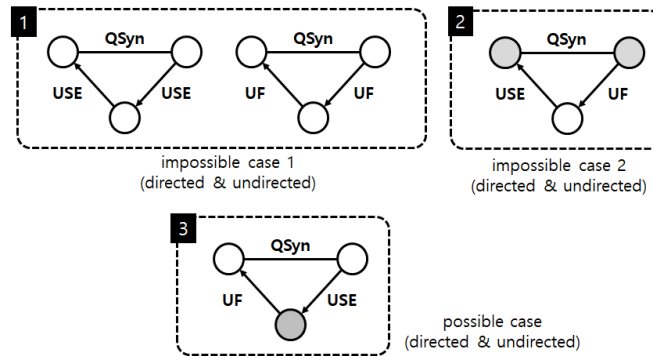 1
QSyn
USE
USE
QSyn
UF
UF
impossible case 1
(directed & undirected)
2
QSyn
USE
UF
impossible case 2
(directed & undirected)
3
QSyn
UF
USE
possible case
(directed & undirected)